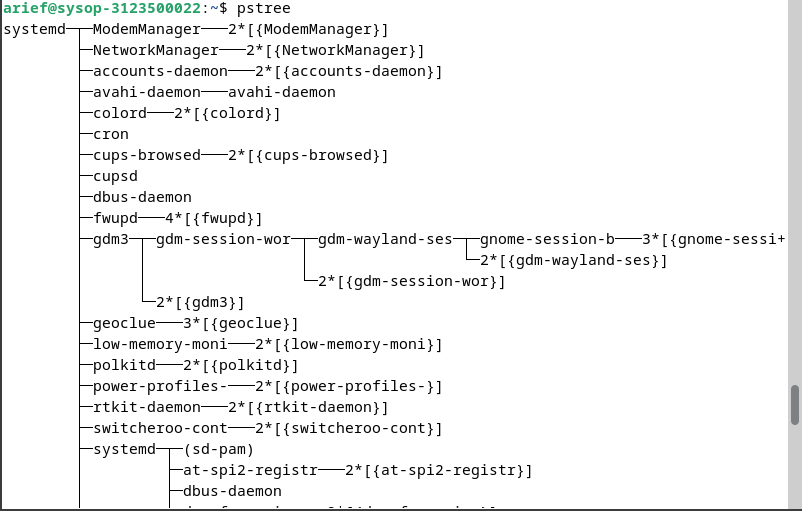 arief@sysop-3123500022:~$ pstree
systemd─┬─ModemManager───2*[{ModemManager}]
        ├─NetworkManager───2*[{NetworkManager}]
        ├─accounts-daemon───2*[{accounts-daemon}]
        ├─avahi-daemon───avahi-daemon
        ├─colord───2*[{colord}]
        ├─cron
        ├─cups-browsed───2*[{cups-browsed}]
        ├─cupsd
        ├─dbus-daemon
        ├─fwupd───4*[{fwupd}]
        ├─gdm3─┬─gdm-session-wor─┬─gdm-wayland-ses─┬─gnome-session-b───3*[{gnome-sessi+
        │      │                 │                 └─2*[{gdm-wayland-ses}]
        │      │                 └─2*[{gdm-session-wor}]
        │      └─2*[{gdm3}]
        ├─geoclue───3*[{geoclue}]
        ├─low-memory-moni───2*[{low-memory-moni}]
        ├─polkitd───2*[{polkitd}]
        ├─power-profiles-───2*[{power-profiles-}]
        ├─rtkit-daemon───2*[{rtkit-daemon}]
        ├─switcheroo-cont───2*[{switcheroo-cont}]
        ├─systemd─┬─(sd-pam)
        │         ├─at-spi2-registr───2*[{at-spi2-registr}]
        │         ├─dbus-daemon